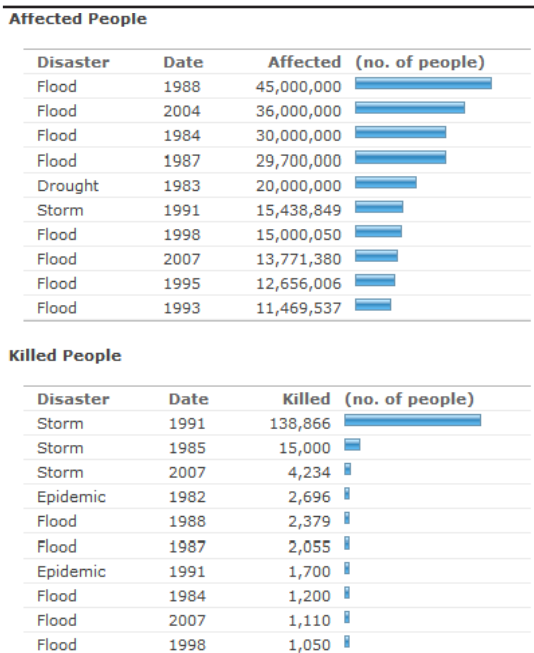 Affected People
Disaster Date Affected (no. of people)
Flood 1988 45,000,000
Flood 2004 36,000,000
Flood 1984 30,000,000
Flood 1987 29,700,000
Drought 1983 20,000,000
Storm 1991 15,438,849
Flood 1998 15,000,050
Flood 2007 13,771,380
Flood 1995 12,656,006
Flood 1993 11,469,537
Killed People
Disaster Date Killed (no. of people)
Storm 1991 138,866
Storm 1985 15,000
Storm 2007 4,234
Epidemic 1982 2,696
Flood 1988 2,379
Flood 1987 2,055
Epidemic 1991 1,700
Flood 1984 1,200
Flood 2007 1,110
Flood 1998 1,050